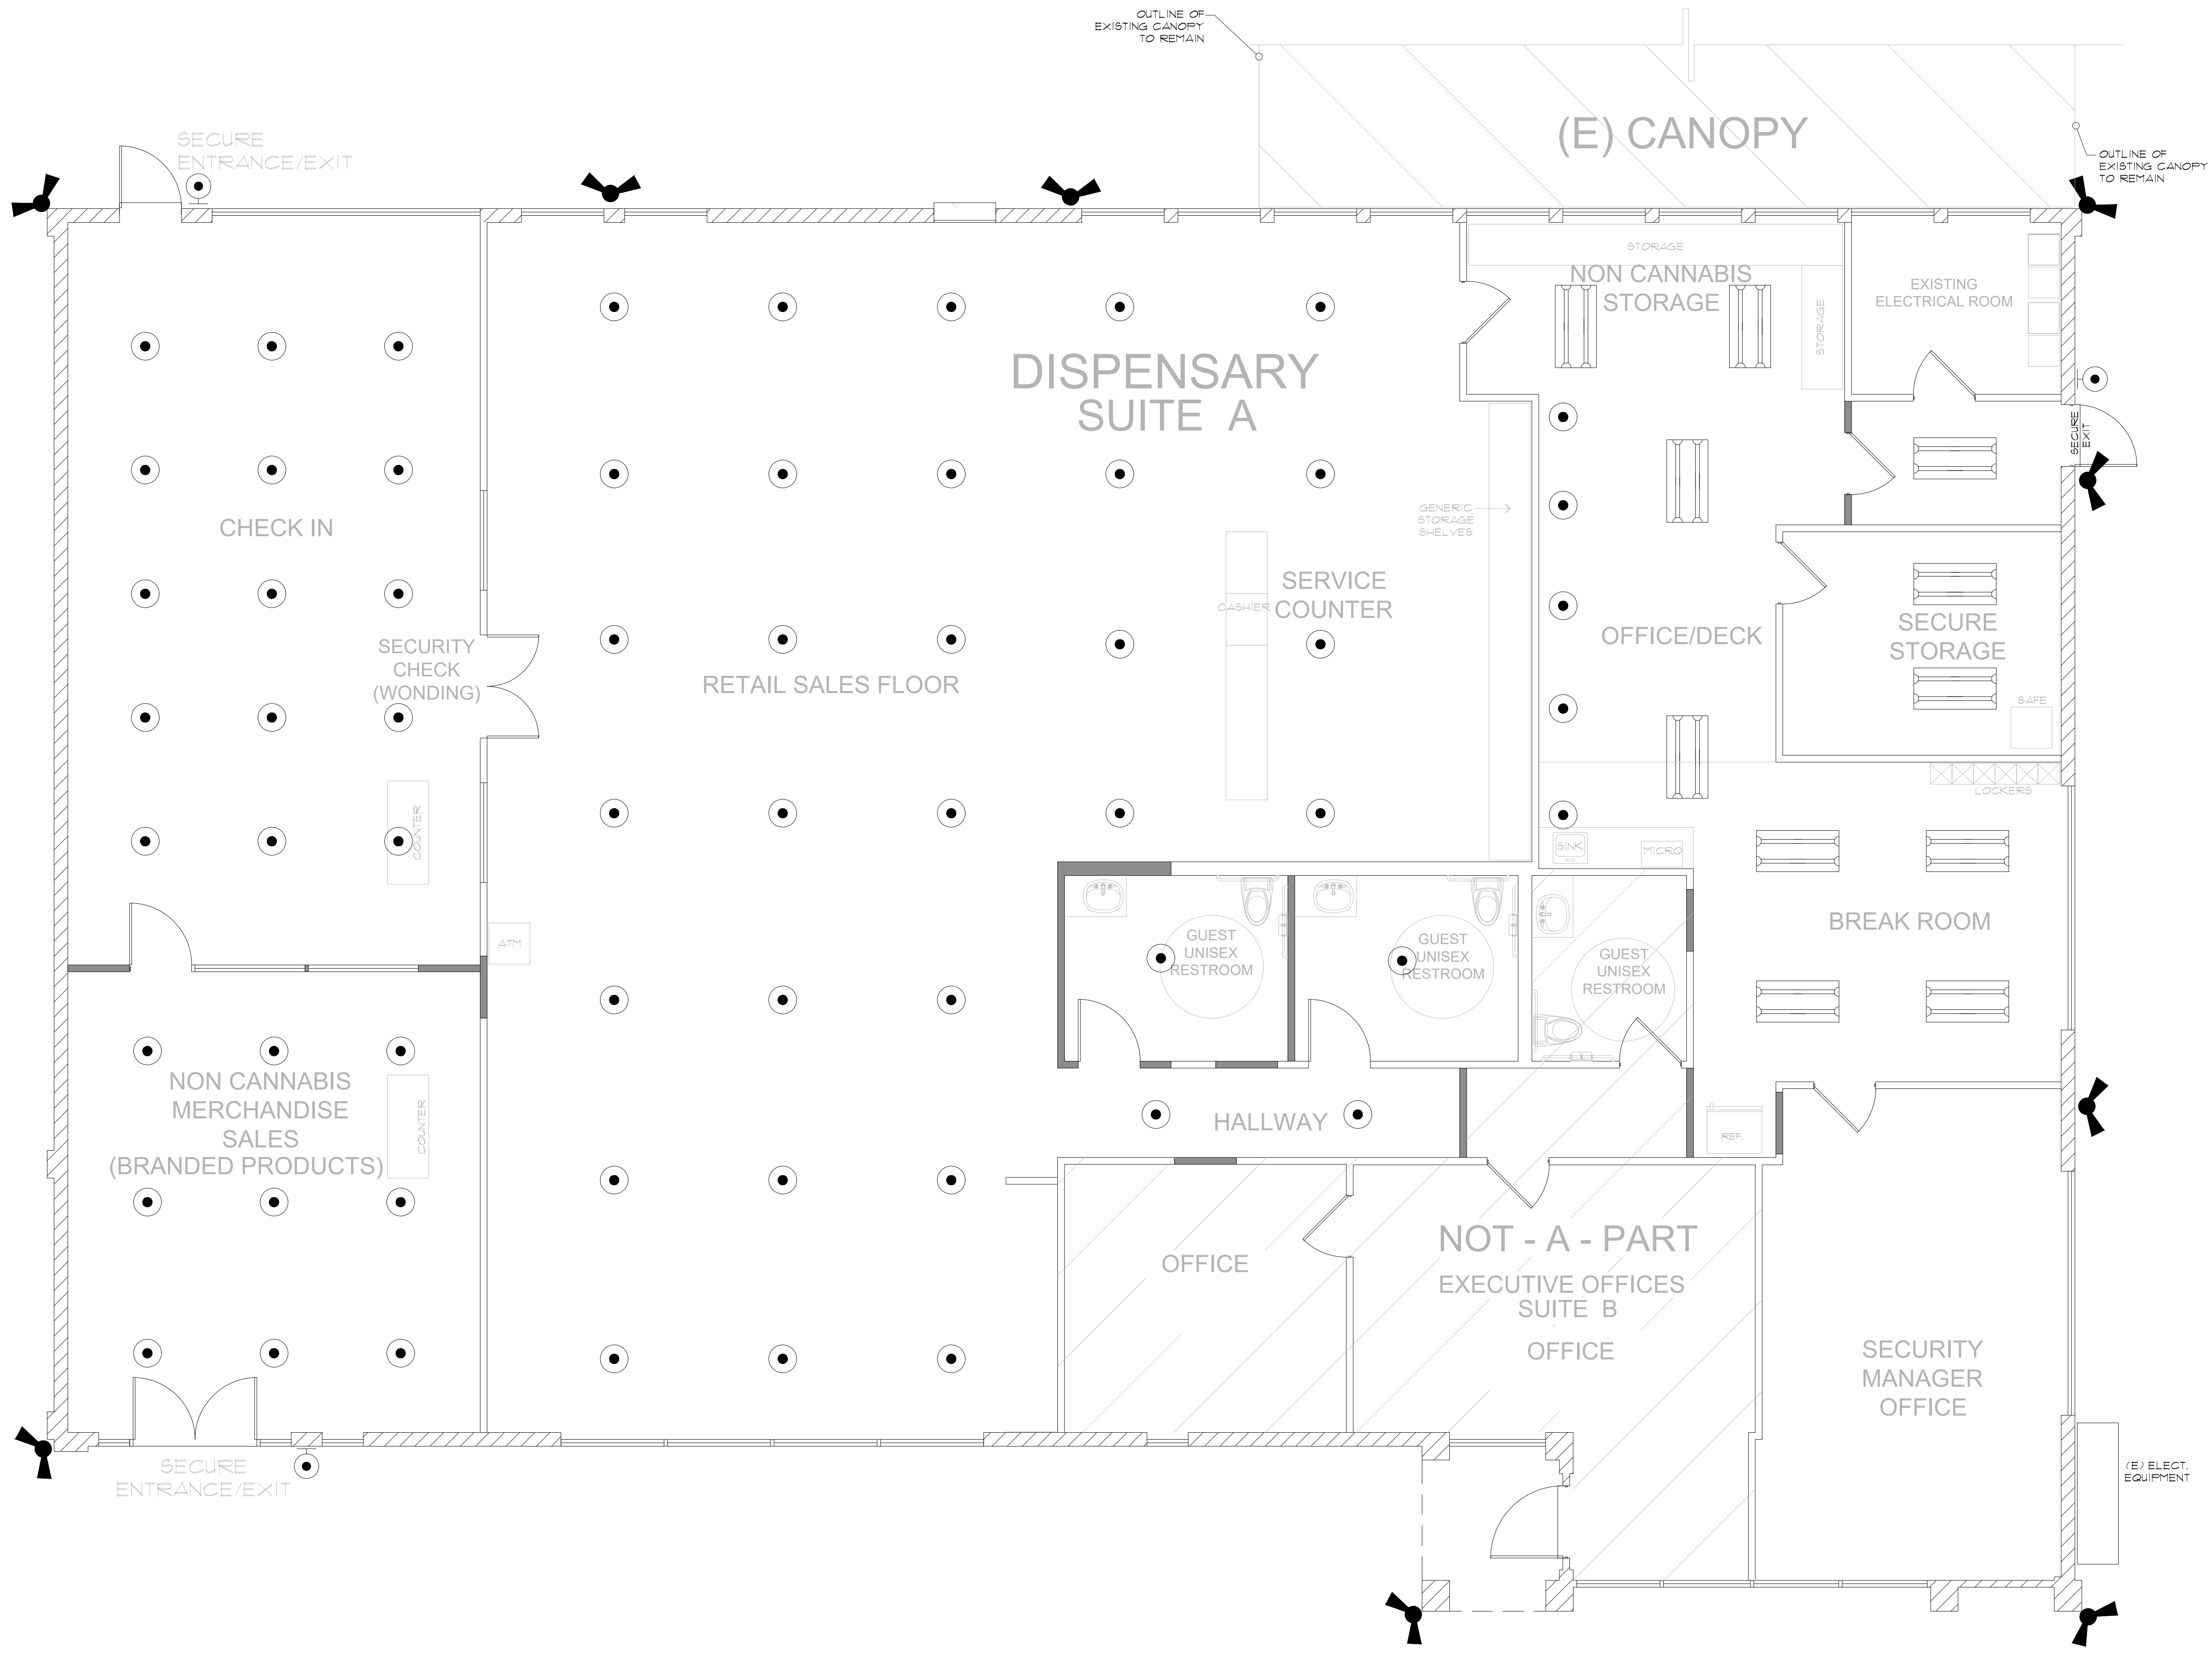 OUTLINE OF
EXISTING CANOPY
TO REMAIN
(E) CANOPY
OUTLINE OF
EXISTING CANOPY
TO REMAIN
SECURE
ENTRANCE/EXIT
STORAGE
NON CANNABIS
STORAGE
STORAGE
EXISTING
ELECTRICAL ROOM
DISPENSARY
SUITE A
SECURE
EXIT
CHECK IN
GENERIC
STORAGE
SHELVES
SERVICE
COUNTER
CASHIER
OFFICE/DECK
SECURE
STORAGE
SAFE
SECURITY
CHECK
(WONDING)
RETAIL SALES FLOOR
LOCKERS
COUNTER
SINK
MICRO
BREAK ROOM
ATM
GUEST
UNISEX
RESTROOM
GUEST
UNISEX
RESTROOM
GUEST
UNISEX
RESTROOM
NON CANNABIS
MERCHANDISE
SALES
(BRANDED PRODUCTS)
COUNTER
HALLWAY
REF.
OFFICE
NOT - A - PART
EXECUTIVE OFFICES
SUITE B
OFFICE
SECURITY
MANAGER
OFFICE
SECURE
ENTRANCE/EXIT
(E) ELECT.
EQUIPMENT